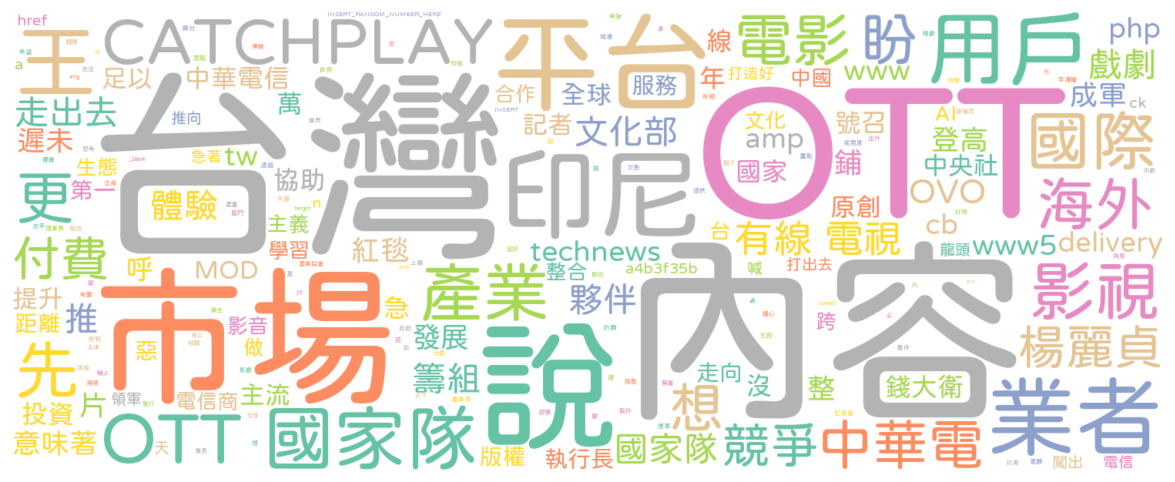 href
INSERT_RANDOM_NUMBER_HERE
王
CATCHPLAY
平台
線
電影
盼
用戶
php
a
足以
中華電信
年
打造好
中國
www
戲劇
走出去
萬
合作
全球
服務
成軍
ck
遲未
推向
台灣
印尼
INSERT
記者
文化部
文化
amp
OTT
號召
AI
登高
國際
生態
急著
tw
國家
鋪
中央社
更
第一
體驗
協助
n
原創
OVO
海外
付費
主義
學習
紅毯
technews
台
有線 電視
cb
www5
delivery
龍頭
呼
MOD
整合
a4b3f35b
喊
打出去
提升
市場
產業
夥伴
內容
影視
距離
推
影音
急
跨
惡
做
發展
說
楊麗貞
先
籌組
走向
沒
整
錢大衛
片
領軍
電信商
主流
想
業者
投資
OTT
國家隊
意味著
天
版權
執行長
國家隊
競爭
中華電
闖出
電信